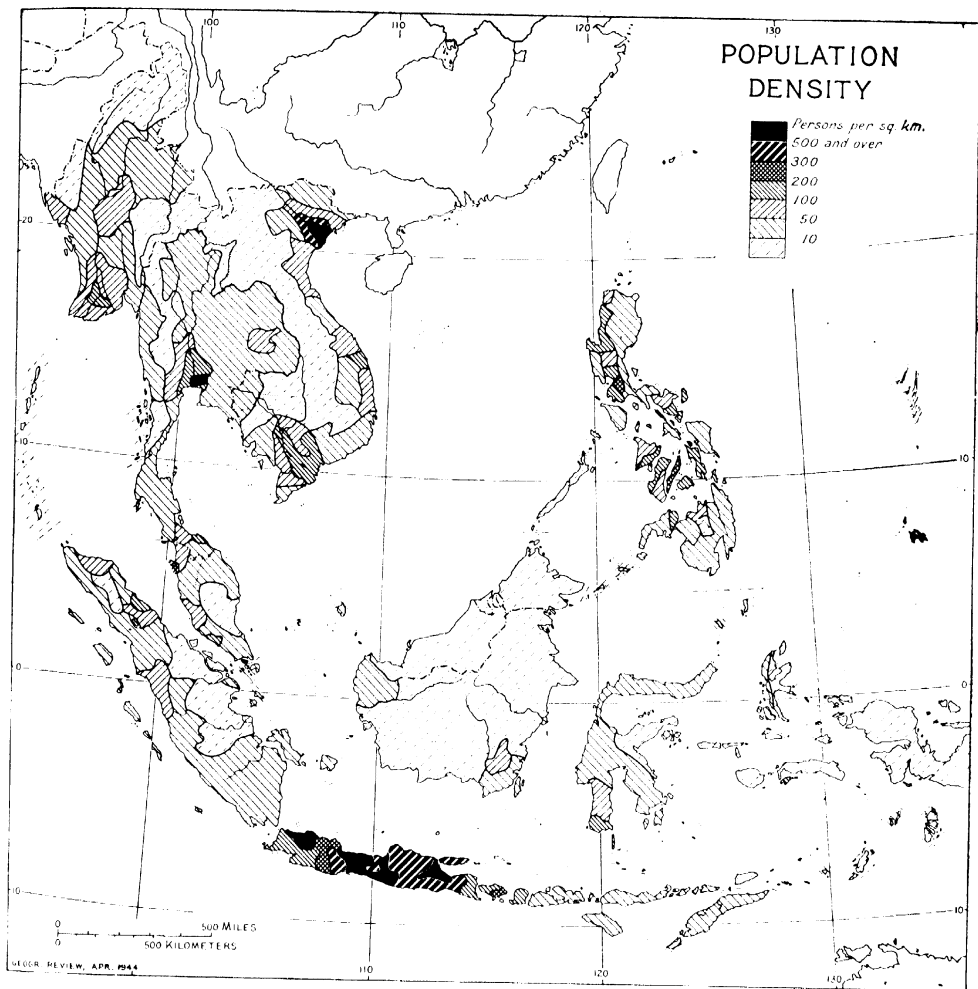 100 110 120 130
POPULATION
DENSITY
Persons per sq. km.
500 and over
300
200
100
50
10
20
10 10
0 0
10 10
0 500 MILES
0 500 KILOMETERS
GEOGR. REVIEW, APR. 1944
110 120 130